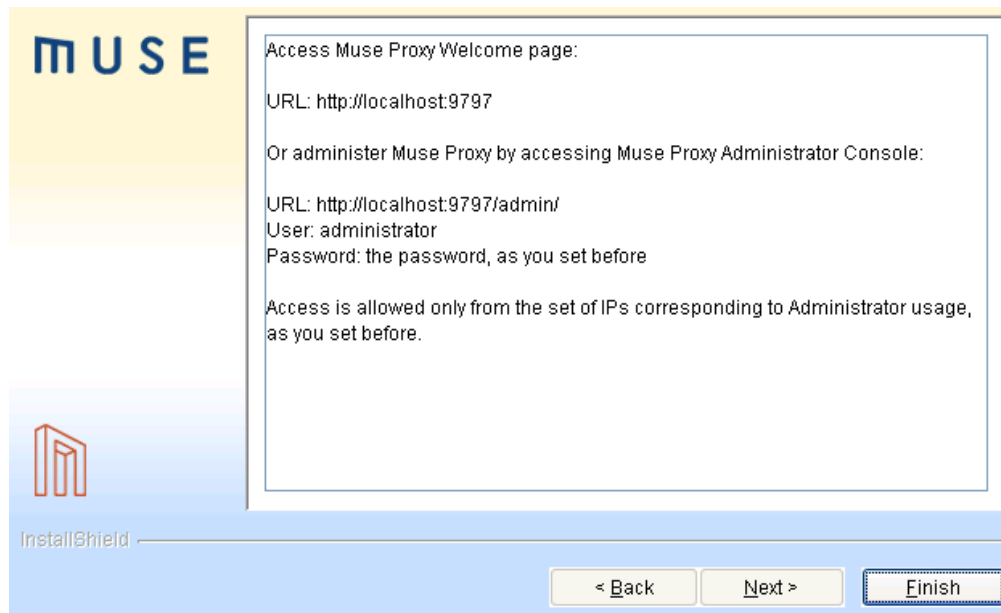 MUSE
Access Muse Proxy Welcome page:
URL: http://localhost:9797
Or administer Muse Proxy by accessing Muse Proxy Administrator Console:
URL: http://localhost:9797/admin/
User: administrator
Password: the password, as you set before
Access is allowed only from the set of IPs corresponding to Administrator usage,
as you set before.
InstallShield
< Back Next > Finish